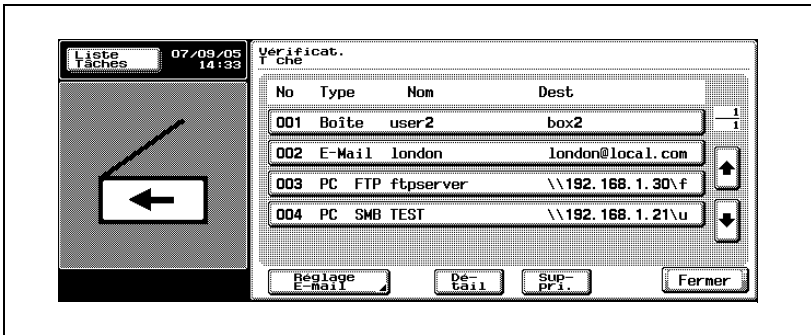 Liste
Tâches
07/09/05
14:33
Vérificat.
T che
No Type Nom Dest
001 Boîte user2 box2
002 E-Mail london london@local.com
003 PC FTP ftpserver \\192.168.1.30\f
004 PC SMB TEST \\192.168.1.21\u
1
1
Réglage
E-mail
Dé-
tail
Sup-
pri.
Fermer